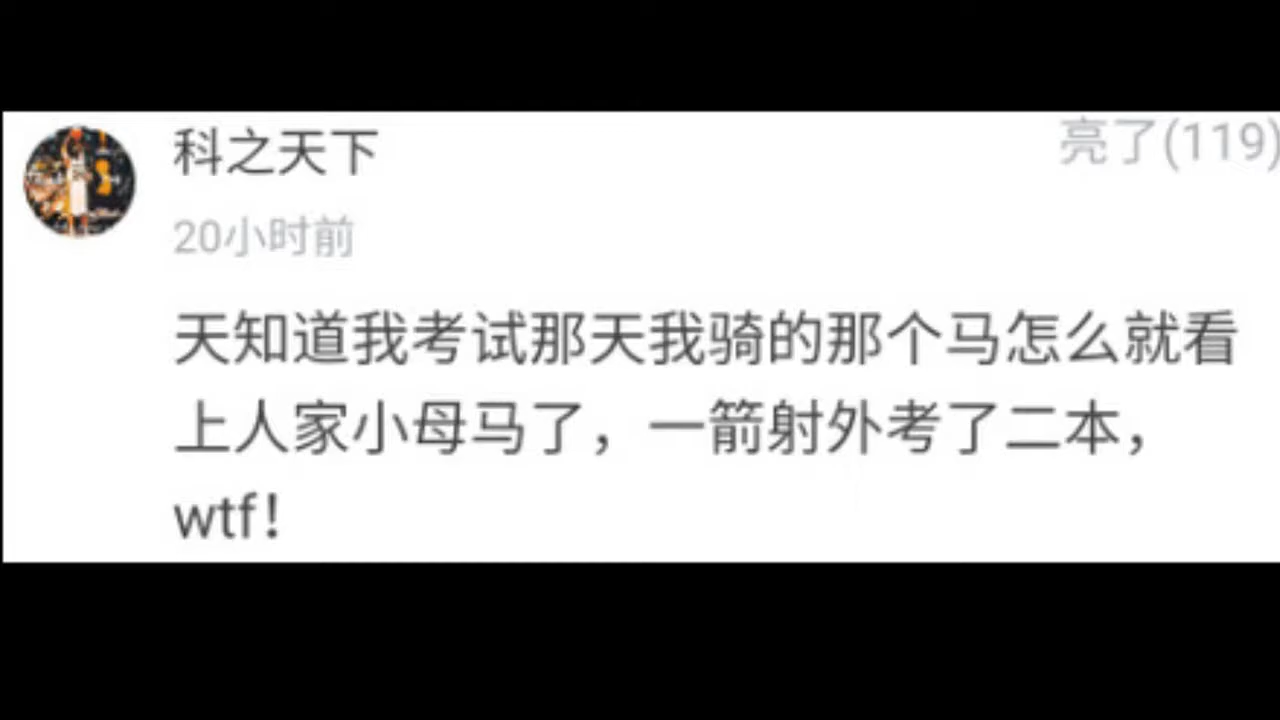 科之天下
亮了(119)
20小时前
天知道我考试那天我骑的那个马怎么就看
上人家小母马了，一箭射外考了二本，
wtf！